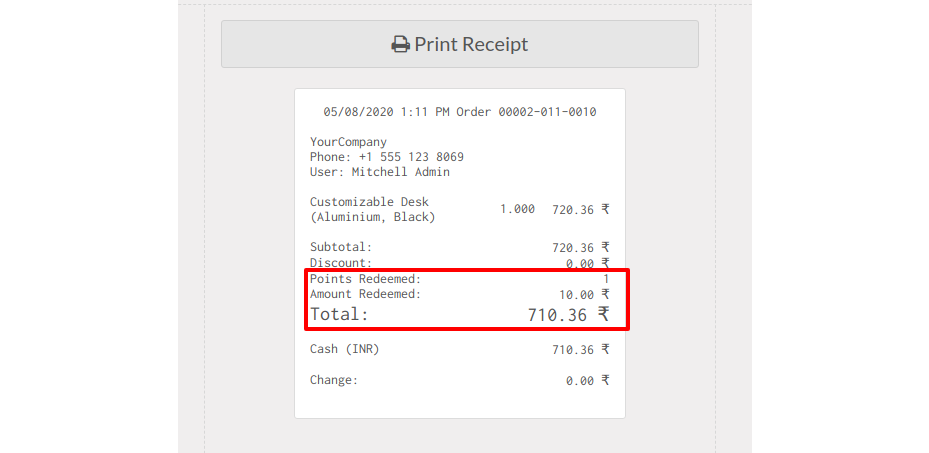 Print Receipt
05/08/2020 1:11 PM Order 00002-011-0010
YourCompany
Phone: +1 555 123 8069
User: Mitchell Admin
Customizable Desk
(Aluminium, Black) 1.000 720.36 ₹
Subtotal: 720.36 ₹
Discount: 0.00 ₹
Points Redeemed: 1
Amount Redeemed: 10.00 ₹
Total: 710.36 ₹
Cash (INR) 710.36 ₹
Change: 0.00 ₹